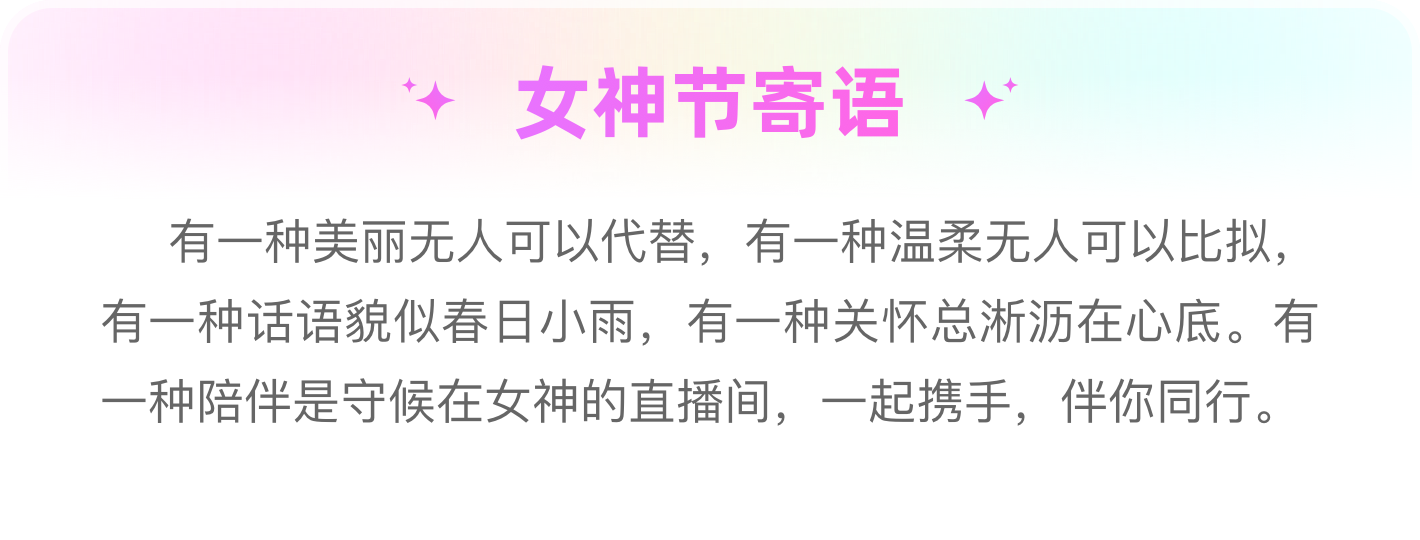 女神节寄语
有一种美丽无人可以代替，有一种温柔无人可以比拟，
有一种话语貌似春日小雨，有一种关怀总淅沥在心底。有
一种陪伴是守候在女神的直播间，一起携手，伴你同行。